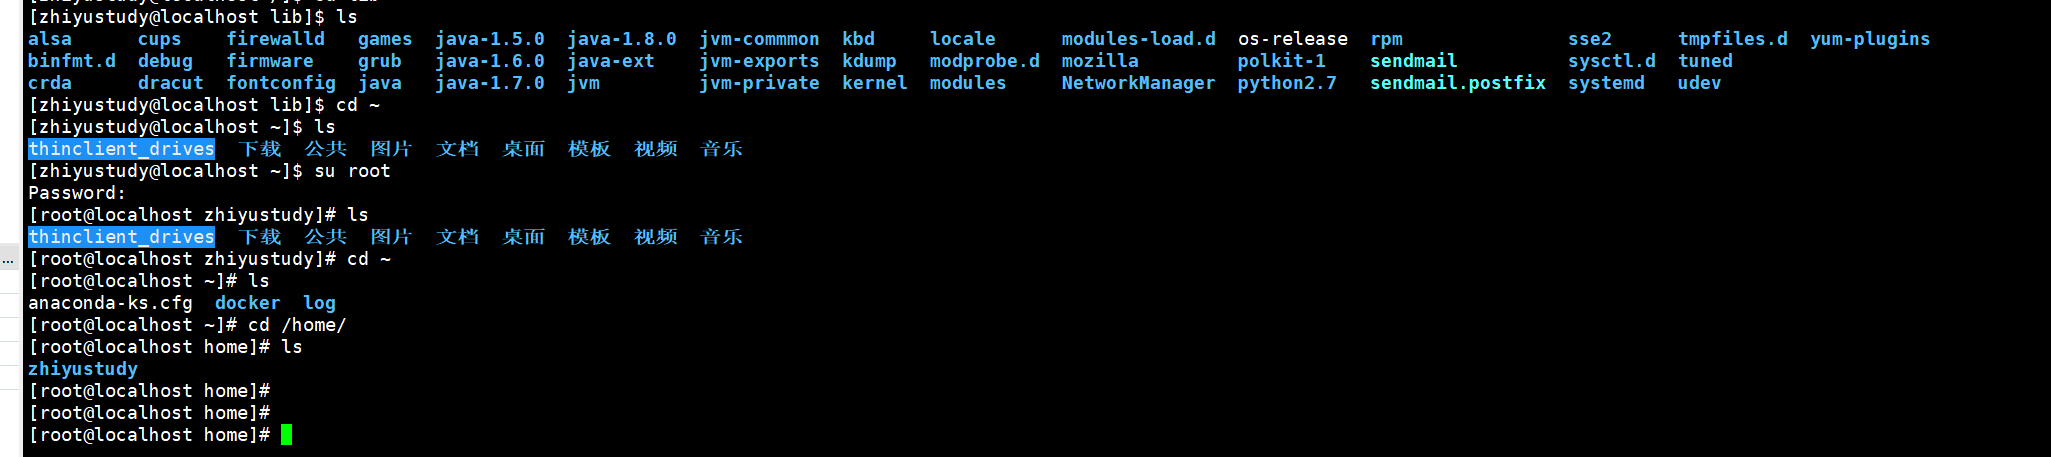 [zhiyustudy@localhost lib]$ ls
alsa cups firewalld games java-1.5.0 java-1.8.0 jvm-commmon kbd locale modules-load.d os-release rpm sse2 tmpfiles.d yum-plugins
binfmt.d debug firmware grub java-1.6.0 java-ext jvm-exports kdump modprobe.d mozilla polkit-1 sendmail sysctl.d tuned
crda dracut fontconfig java java-1.7.0 jvm jvm-private kernel modules NetworkManager python2.7 sendmail.postfix systemd udev
[zhiyustudy@localhost lib]$ cd ~
[zhiyustudy@localhost ~]$ ls
thinclient_drives 下载 公共 图片 文档 桌面 模板 视频 音乐
[zhiyustudy@localhost ~]$ su root
Password:
[root@localhost zhiyustudy]# ls
thinclient_drives 下载 公共 图片 文档 桌面 模板 视频 音乐
[root@localhost zhiyustudy]# cd ~
[root@localhost ~]# ls
anaconda-ks.cfg docker log
[root@localhost ~]# cd /home/
[root@localhost home]# ls
zhiyustudy
[root@localhost home]#
[root@localhost home]#
[root@localhost home]#